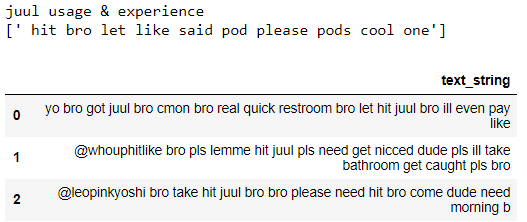 juul usage & experience
[' hit bro let like said pod please pods cool one']
text_string
0 yo bro got juul bro cmon bro real quick restroom bro let hit juul bro ill even pay
like
1 @whouphitlike bro pls lemme hit juul pls need get nicced dude pls ill take
bathroom get caught pls bro
2 @leopinkyoshi bro take hit juul bro bro please need hit bro come dude need
morning b